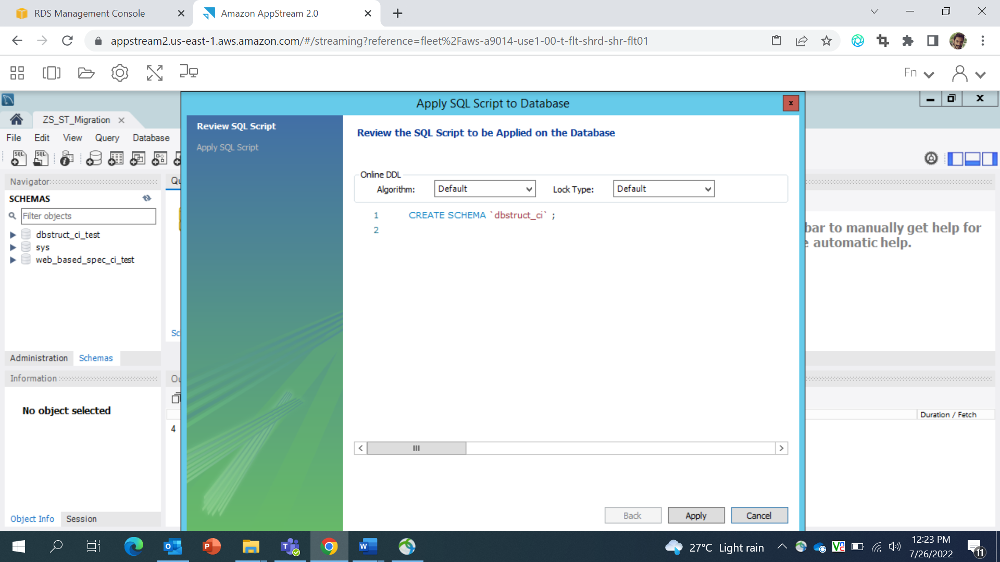 RDS Management Console
Amazon AppStream 2.0
appstream2.us-east-1.aws.amazon.com/#/streaming?reference=fleet%2Faws-a9014-use1-00-t-flt-shrd-shr-flt01
Fn
Apply SQL Script to Database
x
ZS_ST_Migration
File Edit View Query Database
SQL SQL
Navigator
SCHEMAS
Filter objects
dbstruct_ci_test
sys
web_based_spec_ci_test
Administration Schemas
Information
No object selected
Object Info Session
Qu
Sc
Ou
4
Review SQL Script
Apply SQL Script
Review the SQL Script to be Applied on the Database
Online DDL
Algorithm: Default Lock Type: Default
1 CREATE SCHEMA `dbstruct_ci` ;
2
Back Apply Cancel
bar to manually get help for
e automatic help.
Duration / Fetch
27°C Light rain
12:23 PM
7/26/2022
11